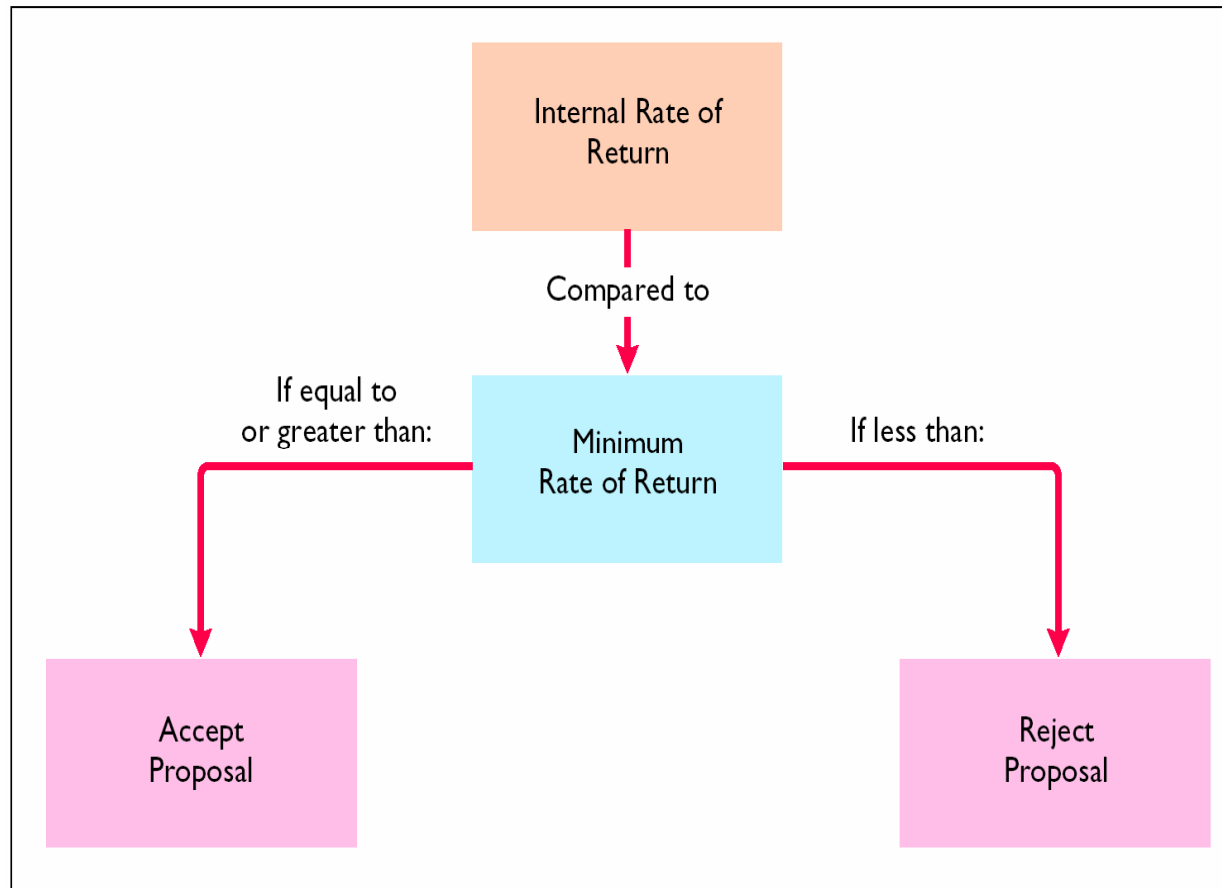 Internal Rate of
Return
Compared to
If equal to
or greater than:
Minimum
Rate of Return
If less than:
Accept
Proposal
Reject
Proposal